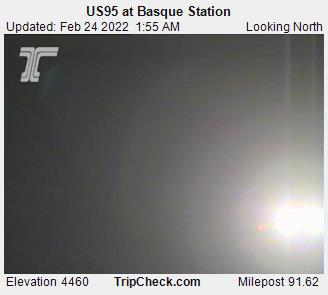 US95 at Basque Station
Updated: Feb 24 2022 1:55 AM Looking North
Elevation 4460 TripCheck.com Milepost 91.62